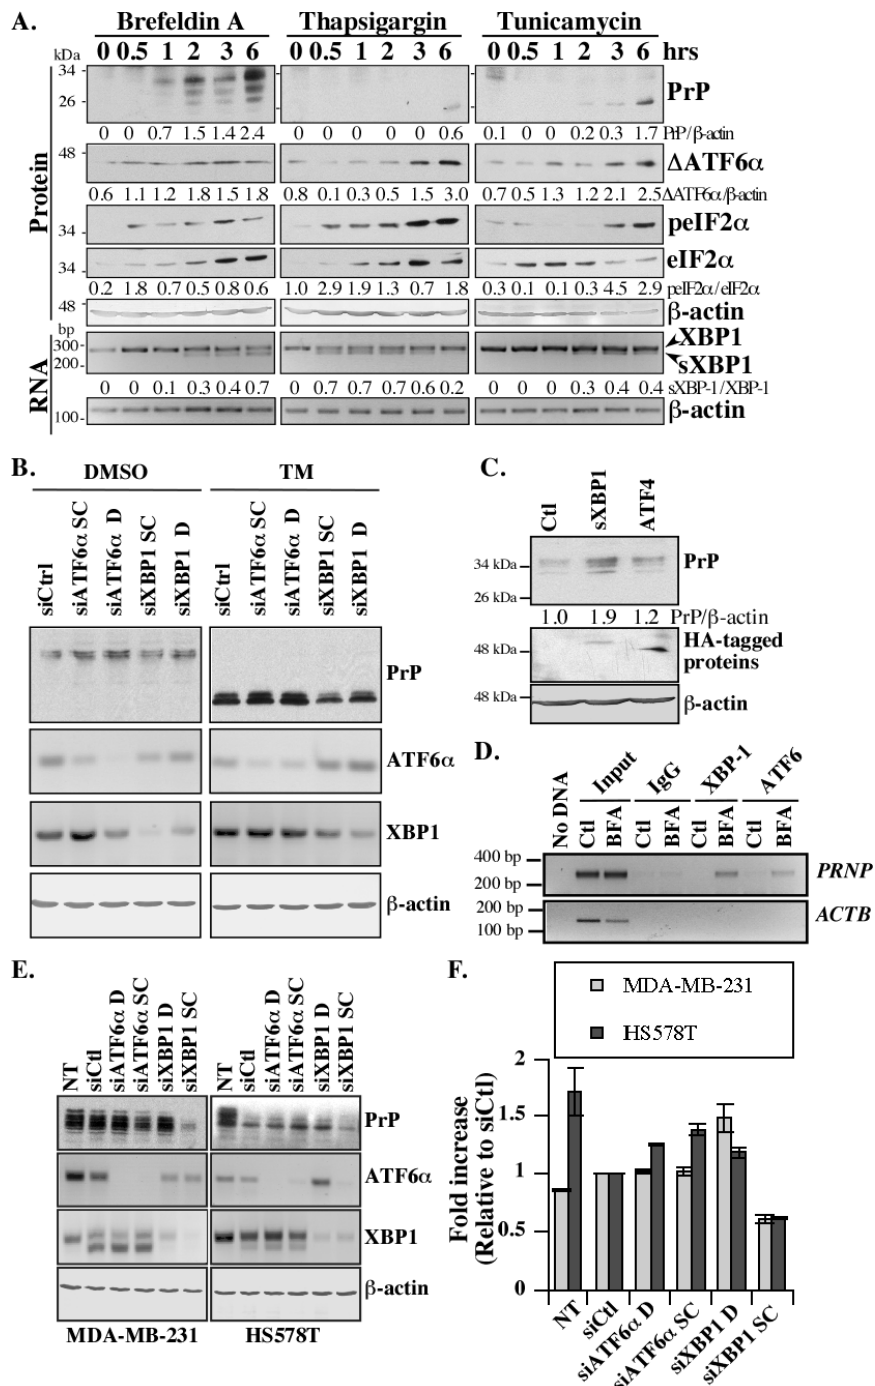 A.
Brefeldin A Thapsigargin Tunicamycin
0 0.5 1 2 3 6 0 0.5 1 2 3 6 0 0.5 1 2 3 6 hrs
kDa
34
26
PrP
0 0 0.7 1.5 1.4 2.4 0 0 0 0 0 0.6 0.1 0 0 0.2 0.3 1.7 PrP/β-actin
48
ΔATF6α
0.6 1.1 1.2 1.8 1.5 1.8 0.8 0.1 0.3 0.5 1.5 3.0 0.7 0.5 1.3 1.2 2.1 2.5 ΔATF6α/β-actin
Protein
34
peIF2α
34
eIF2α
0.2 1.8 0.7 0.5 0.8 0.6 1.0 2.9 1.9 1.3 0.7 1.8 0.3 0.1 0.1 0.3 4.5 2.9 peIF2α/eIF2α
48
β-actin
bp
300
200
XBP1
sXBP1
RNA
0 0 0.1 0.3 0.4 0.7 0 0.7 0.7 0.7 0.6 0.2 0 0 0 0.3 0.4 0.4 sXBP-1/XBP-1
100
β-actin
B.
DMSO TM
siCtrl siATF6α SC siATF6α D siXBP1 SC siXBP1 D siCtrl siATF6α SC siATF6α D siXBP1 SC siXBP1 D
PrP
ATF6α
XBP1
β-actin
C.
Ctl sXBP1 ATF4
34 kDa
PrP
26 kDa
1.0 1.9 1.2 PrP/β-actin
48 kDa
HA-tagged
proteins
48 kDa
β-actin
D.
No DNA Input IgG XBP-1 ATF6
Ctl BFA Ctl BFA Ctl BFA Ctl BFA
400 bp
200 bp
PRNP
200 bp
100 bp
ACTB
E.
NT siCtl siATF6α D siATF6α SC siXBP1 D siXBP1 SC NT siCtl siATF6α D siATF6α SC siXBP1 D siXBP1 SC
PrP
ATF6α
XBP1
β-actin
MDA-MB-231 HS578T
F.
MDA-MB-231
HS578T
Fold increase
(Relative to siCtl)
2
1.5
1
0.5
0
NT siCtl siATF6α D siATF6α SC siXBP1 D siXBP1 SC